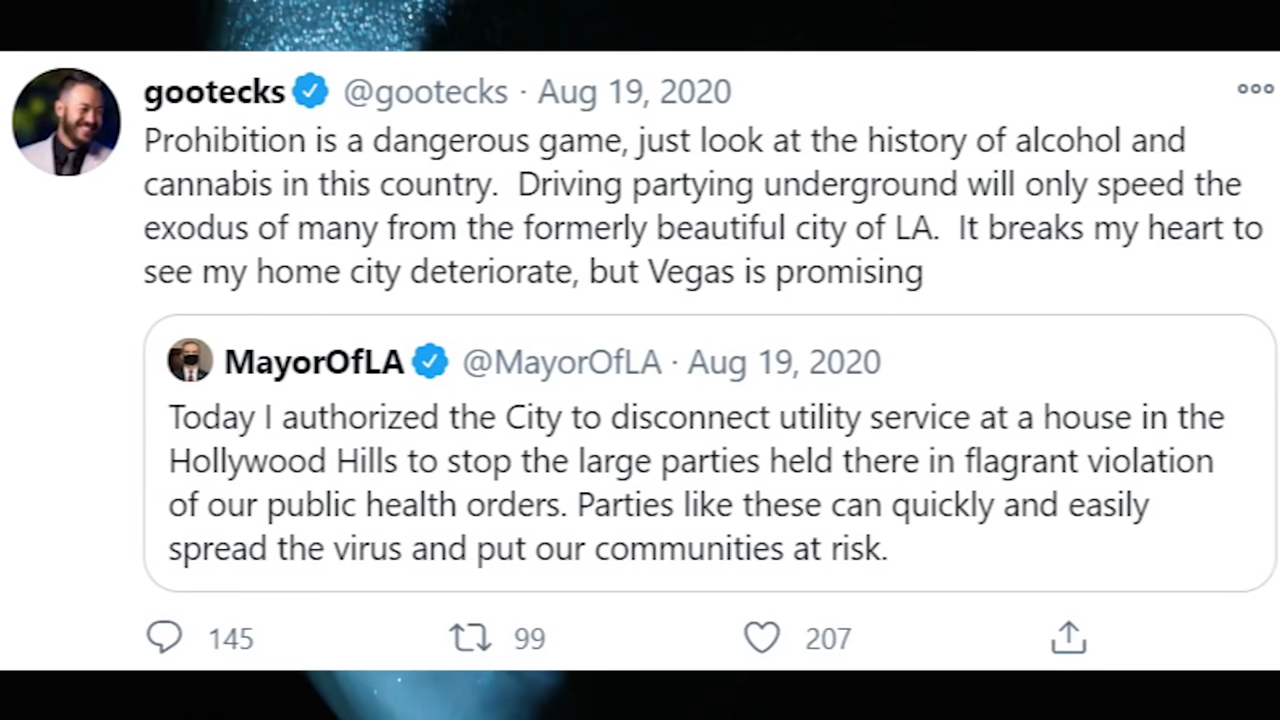 gootecks @gootecks · Aug 19, 2020
Prohibition is a dangerous game, just look at the history of alcohol and
cannabis in this country.  Driving partying underground will only speed the
exodus of many from the formerly beautiful city of LA.  It breaks my heart to
see my home city deteriorate, but Vegas is promising
MayorOfLA @MayorOfLA · Aug 19, 2020
Today I authorized the City to disconnect utility service at a house in the
Hollywood Hills to stop the large parties held there in flagrant violation
of our public health orders. Parties like these can quickly and easily
spread the virus and put our communities at risk.
145 99 207